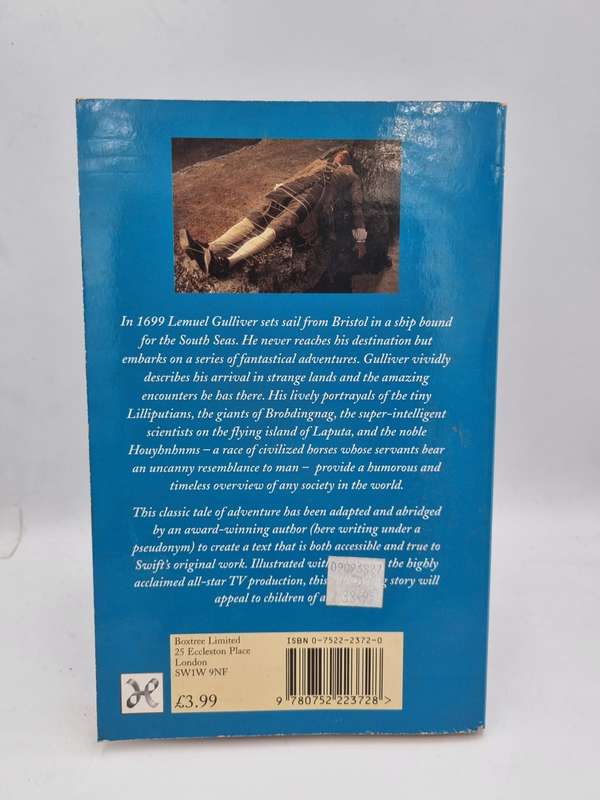 In 1699 Lemuel Gulliver sets sail from Bristol in a ship bound
for the South Seas. He never reaches his destination but
embarks on a series of fantastical adventures. Gulliver vividly
describes his arrival in strange lands and the amazing
encounters he has there. His lively portrayals of the tiny
Lilliputians, the giants of Brobdingnag, the super-intelligent
scientists on the flying island of Laputa, and the noble
Houyhnhnms – a race of civilized horses whose servants bear
an uncanny resemblance to man – provide a humorous and
timeless overview of any society in the world.
This classic tale of adventure has been adapted and abridged
by an award-winning author (here writing under a
pseudonym) to create a text that is both accessible and true to
Swift's original work. Illustrated the highly
acclaimed all-star TV production, this story will
appeal to children of
Boxtree Limited
25 Eccleston Place
London
SW1W 9NF
£3.99
ISBN 0-7522-2372-0
9 780752 223728 >